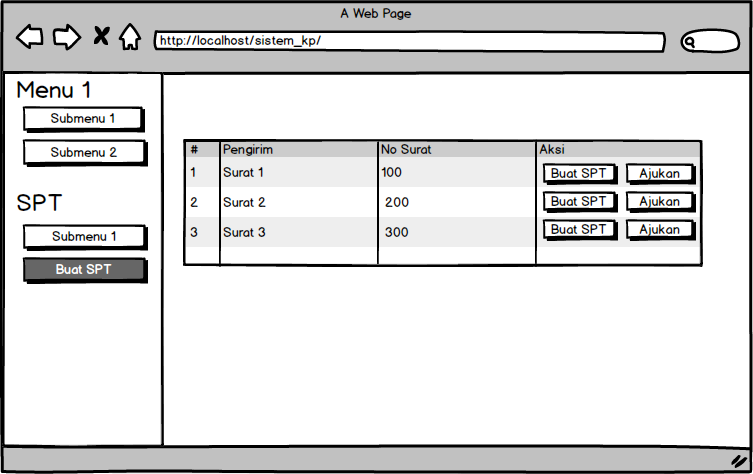 A Web Page
http://localhost/sistem_kp/
Menu 1
Submenu 1
Submenu 2
SPT
Submenu 1
Buat SPT
# Pengirim No Surat Aksi
1 Surat 1 100 Buat SPT Ajukan
2 Surat 2 200 Buat SPT Ajukan
3 Surat 3 300 Buat SPT Ajukan